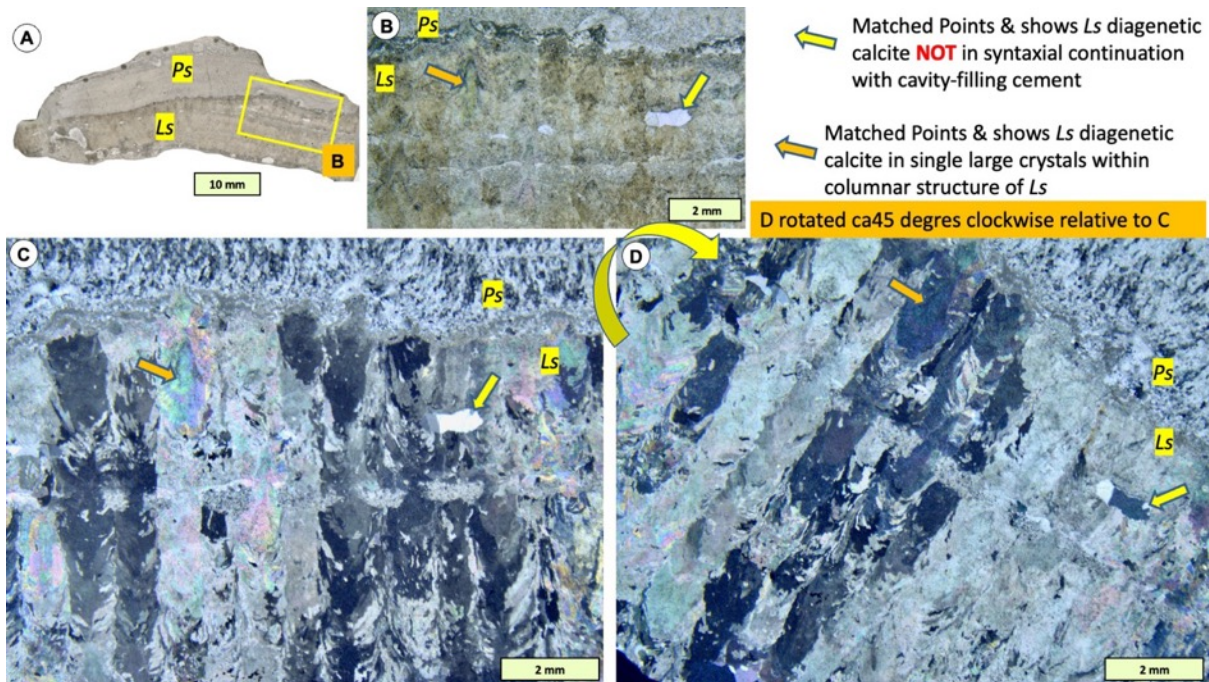 A
Ps
Ls
B
10 mm
B
Ps
Ls
2 mm
Matched Points & shows Ls diagenetic
calcite NOT in syntaxial continuation
with cavity-filling cement
Matched Points & shows Ls diagenetic
calcite in single large crystals within
columnar structure of Ls
D rotated ca45 degres clockwise relative to C
C
Ps
Ls
2 mm
D
Ps
Ls
2 mm